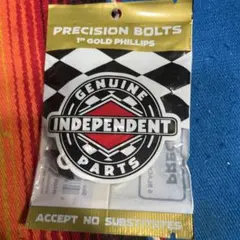 PRECISION BOLTS
1" GOLD PHILLIPS
GENUINE
INDEPENDENT
PARTS
ACCEPT NO SUBSTITUTES